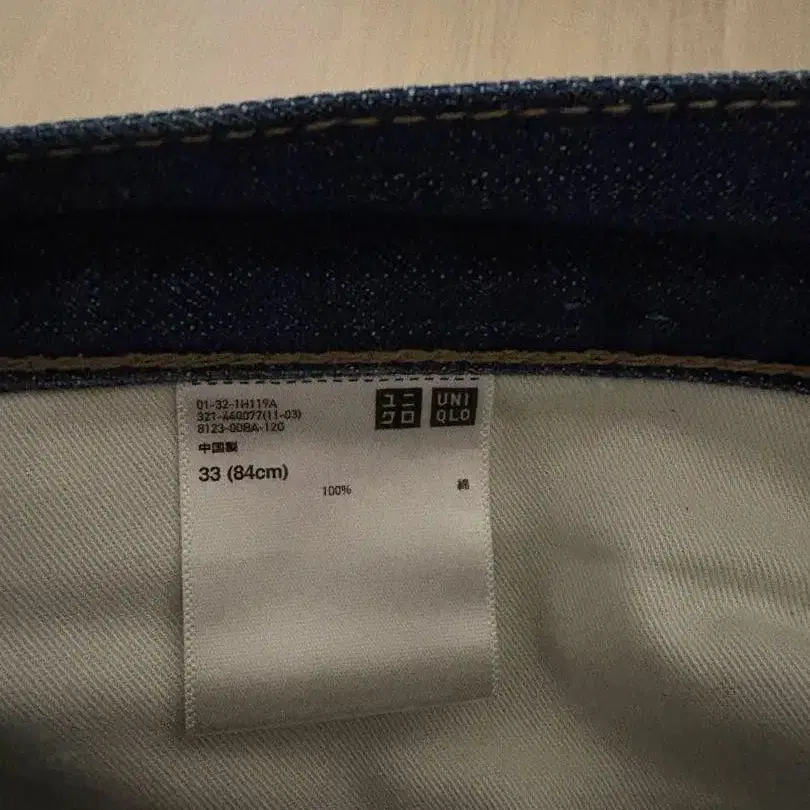 01-32-1H119A
321-440077(11-03)
8123-00BA-120
中国製
33 (84cm)
100% 綿
ユニ
クロ
UNI
QLO